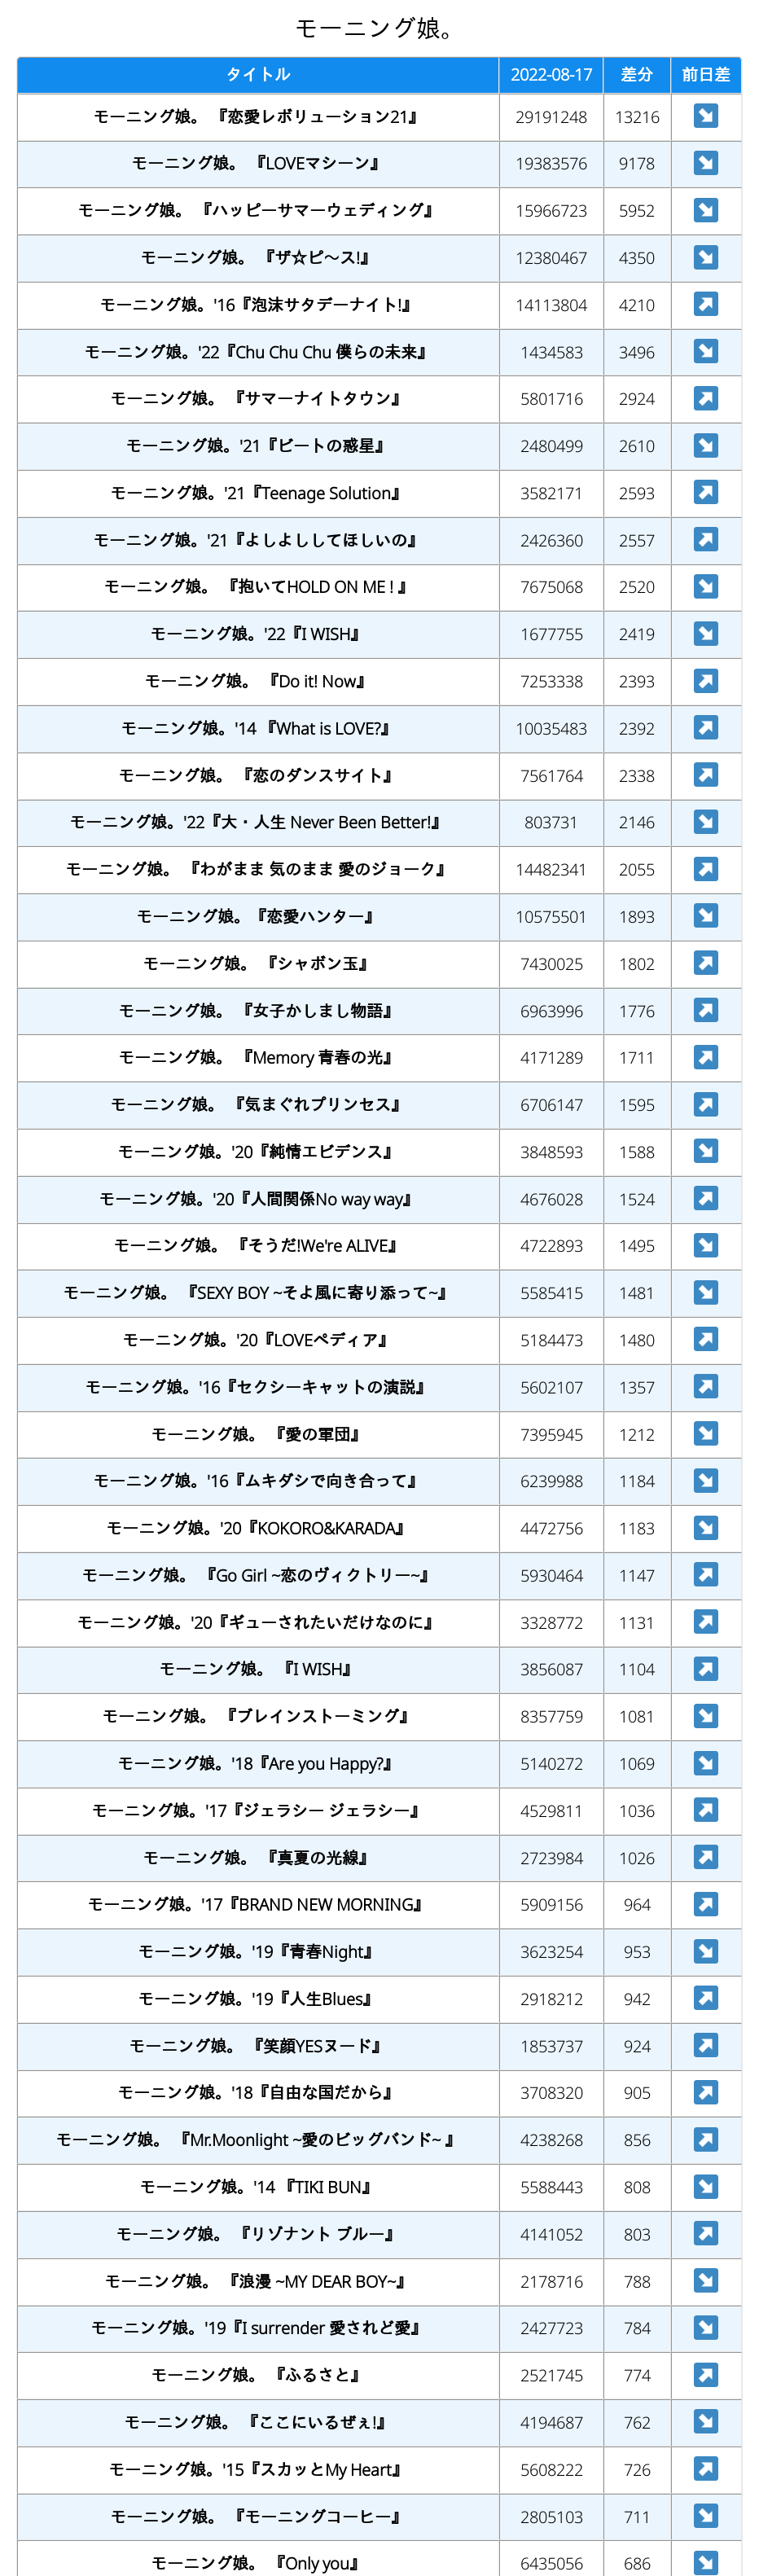 モーニング娘。
タイトル 2022-08-17 差分 前日差
モーニング娘。 『恋愛レボリューション21』 29191248 13216 ↘
モーニング娘。 『LOVEマシーン』 19383576 9178 ↘
モーニング娘。 『ハッピーサマーウェディング』 15966723 5952 ↘
モーニング娘。 『ザ☆ピ〜ス!』 12380467 4350 ↘
モーニング娘。'16『泡沫サタデーナイト!』 14113804 4210 ↗
モーニング娘。'22『Chu Chu Chu 僕らの未来』 1434583 3496 ↘
モーニング娘。 『サマーナイトタウン』 5801716 2924 ↗
モーニング娘。'21『ビートの惑星』 2480499 2610 ↘
モーニング娘。'21『Teenage Solution』 3582171 2593 ↗
モーニング娘。'21『よしよししてほしいの』 2426360 2557 ↗
モーニング娘。 『抱いてHOLD ON ME ! 』 7675068 2520 ↘
モーニング娘。'22『I WISH』 1677755 2419 ↘
モーニング娘。 『Do it! Now』 7253338 2393 ↗
モーニング娘。'14 『What is LOVE?』 10035483 2392 ↗
モーニング娘。 『恋のダンスサイト』 7561764 2338 ↗
モーニング娘。'22『大・人生 Never Been Better!』 803731 2146 ↘
モーニング娘。 『わがまま 気のまま 愛のジョーク』 14482341 2055 ↗
モーニング娘。『恋愛ハンター』 10575501 1893 ↘
モーニング娘。 『シャボン玉』 7430025 1802 ↗
モーニング娘。 『女子かしまし物語』 6963996 1776 ↗
モーニング娘。 『Memory 青春の光』 4171289 1711 ↗
モーニング娘。 『気まぐれプリンセス』 6706147 1595 ↗
モーニング娘。'20『純情エビデンス』 3848593 1588 ↘
モーニング娘。'20『人間関係No way way』 4676028 1524 ↗
モーニング娘。 『そうだ!We're ALIVE』 4722893 1495 ↘
モーニング娘。 『SEXY BOY ~そよ風に寄り添って~』 5585415 1481 ↘
モーニング娘。'20『LOVEペディア』 5184473 1480 ↗
モーニング娘。'16『セクシーキャットの演説』 5602107 1357 ↗
モーニング娘。 『愛の軍団』 7395945 1212 ↘
モーニング娘。'16『ムキダシで向き合って』 6239988 1184 ↘
モーニング娘。'20『KOKORO&KARADA』 4472756 1183 ↘
モーニング娘。 『Go Girl ~恋のヴィクトリー~』 5930464 1147 ↗
モーニング娘。'20『ギューされたいだけなのに』 3328772 1131 ↗
モーニング娘。 『I WISH』 3856087 1104 ↗
モーニング娘。 『ブレインストーミング』 8357759 1081 ↘
モーニング娘。'18『Are you Happy?』 5140272 1069 ↘
モーニング娘。'17『ジェラシー ジェラシー』 4529811 1036 ↗
モーニング娘。 『真夏の光線』 2723984 1026 ↗
モーニング娘。'17『BRAND NEW MORNING』 5909156 964 ↗
モーニング娘。'19『青春Night』 3623254 953 ↘
モーニング娘。'19『人生Blues』 2918212 942 ↗
モーニング娘。 『笑顔YESヌード』 1853737 924 ↗
モーニング娘。'18『自由な国だから』 3708320 905 ↗
モーニング娘。 『Mr.Moonlight ~愛のビッグバンド~ 』 4238268 856 ↗
モーニング娘。'14 『TIKI BUN』 5588443 808 ↘
モーニング娘。 『リゾナント ブルー』 4141052 803 ↗
モーニング娘。 『浪漫 ~MY DEAR BOY~』 2178716 788 ↘
モーニング娘。'19『I surrender 愛されど愛』 2427723 784 ↘
モーニング娘。 『ふるさと』 2521745 774 ↗
モーニング娘。 『ここにいるぜぇ!』 4194687 762 ↘
モーニング娘。'15『スカッとMy Heart』 5608222 726 ↗
モーニング娘。 『モーニングコーヒー』 2805103 711 ↘
モーニング娘。 『Only you』 6435056 686 ↘